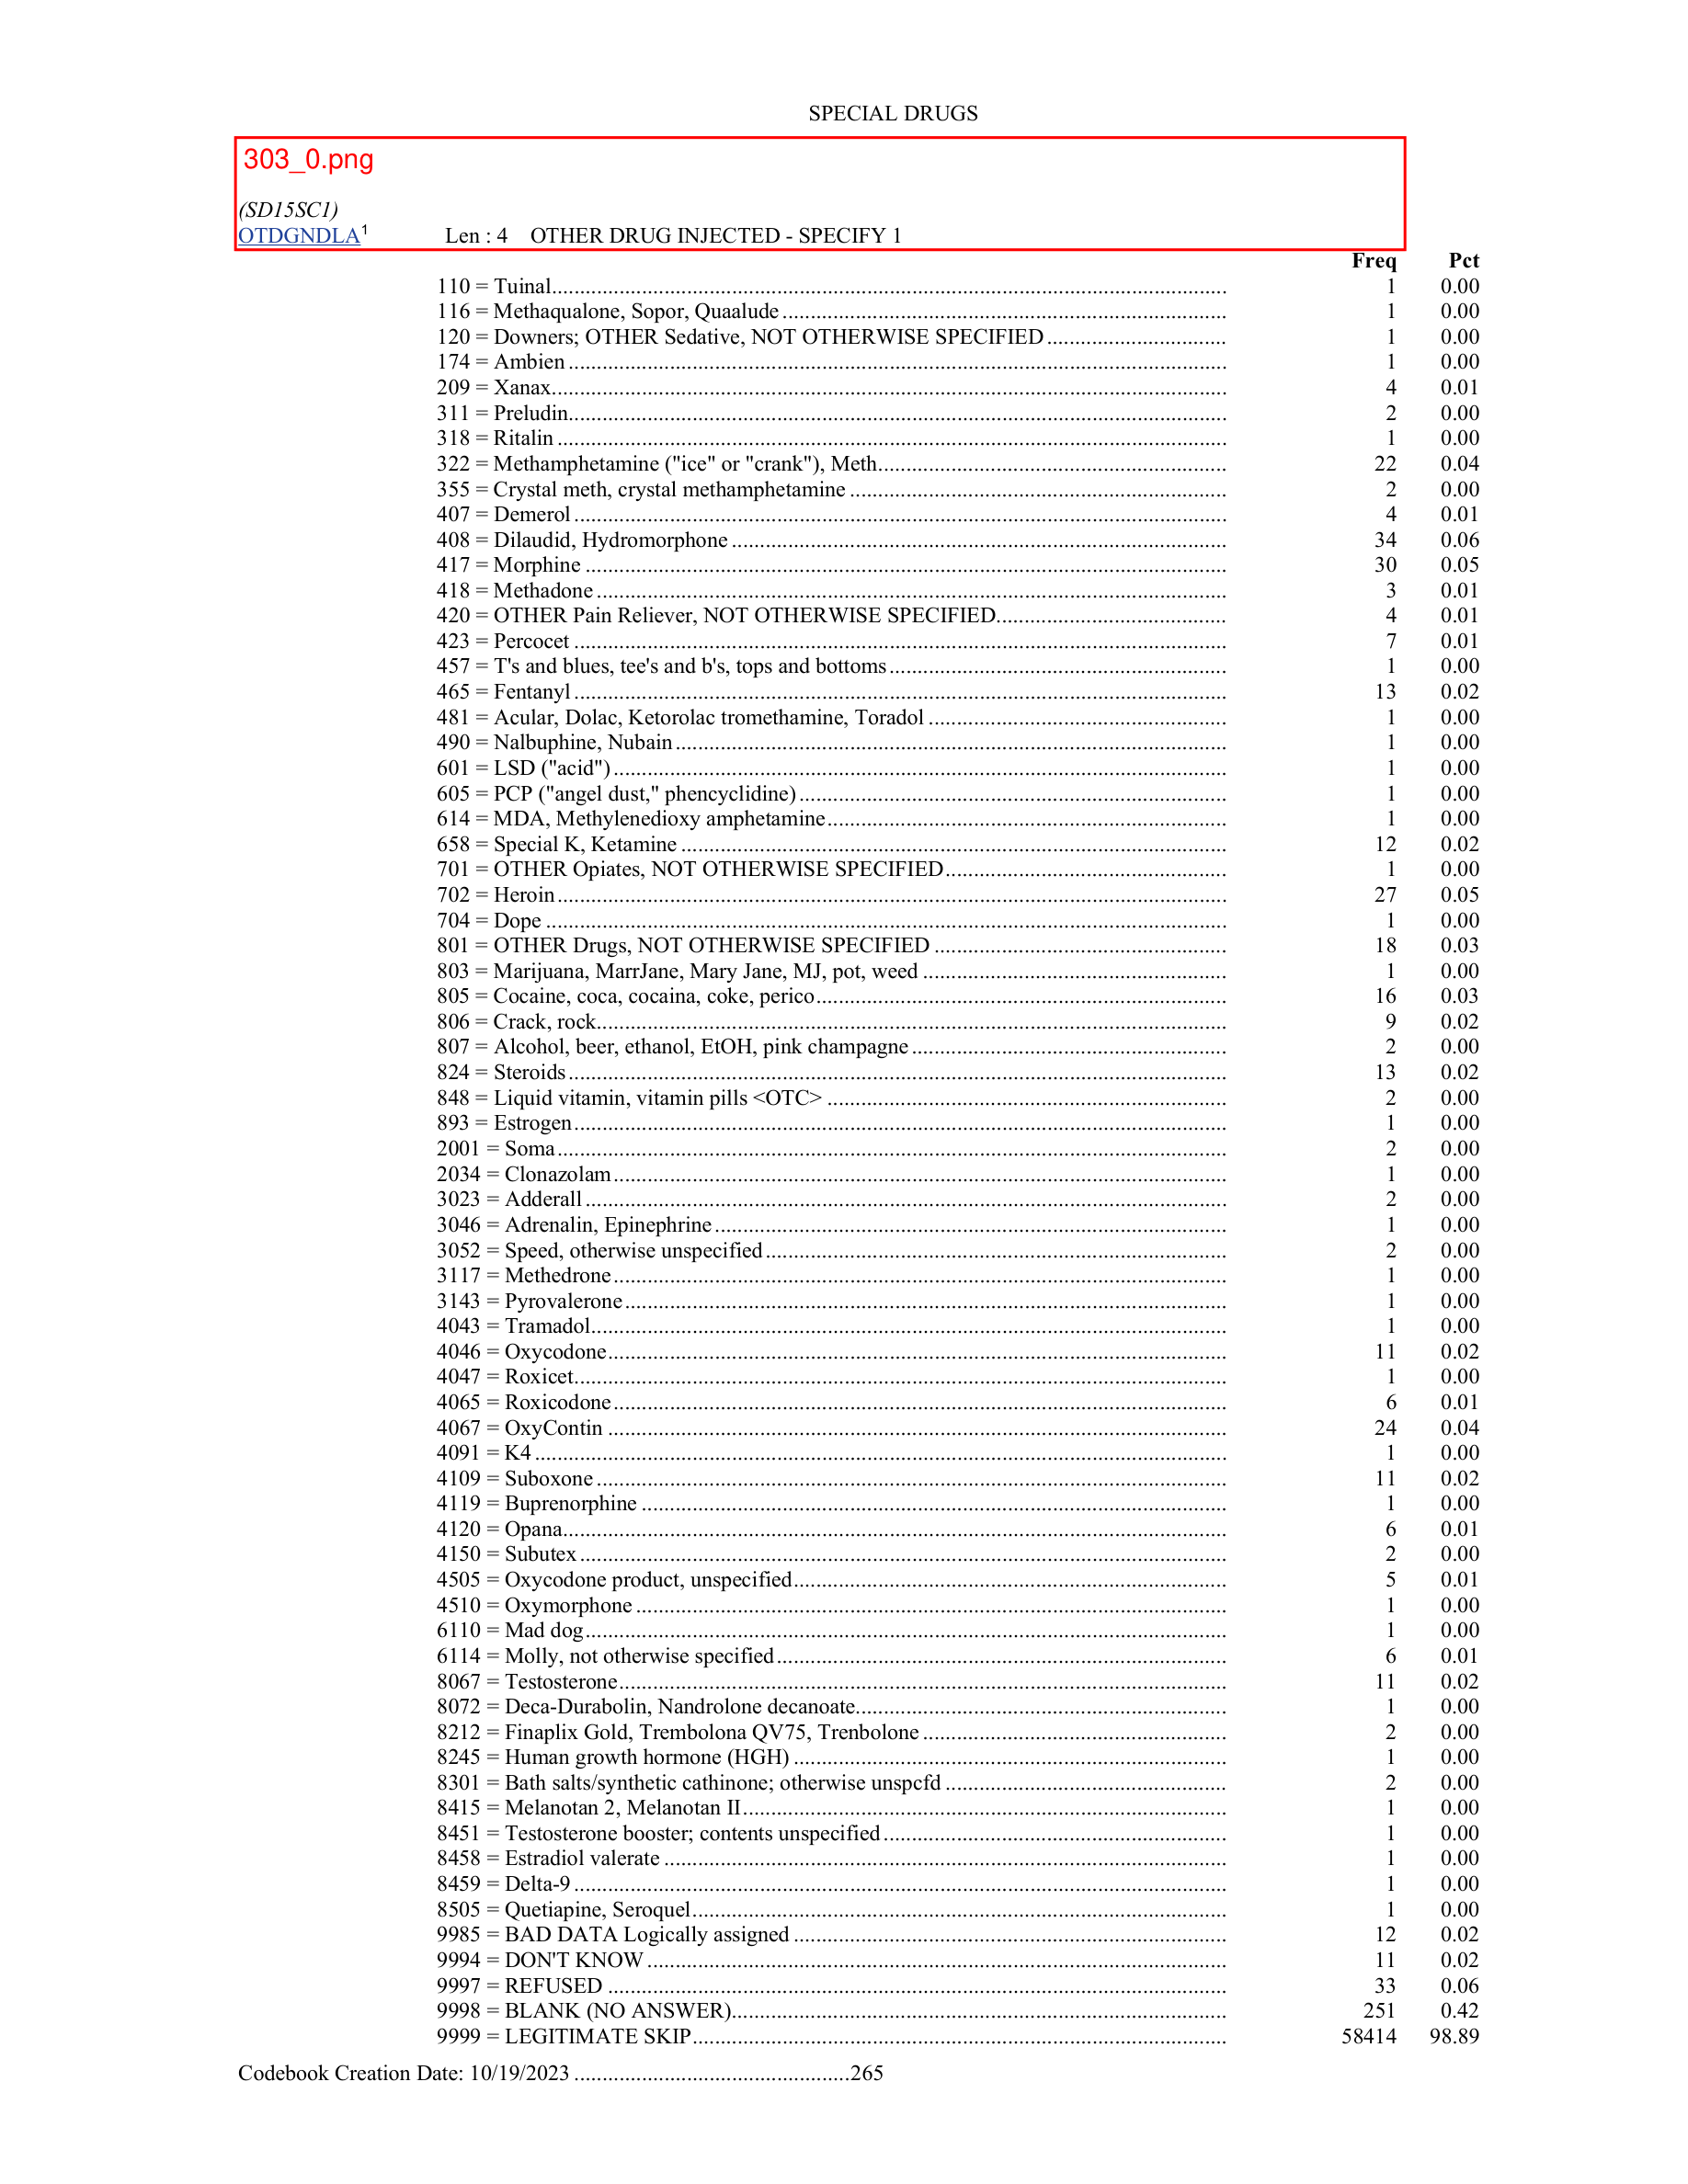 SPECIAL DRUGS
303_0.png
(SD15SC1)
OTDGNDLA1 Len : 4 OTHER DRUG INJECTED - SPECIFY 1
Freq Pct
110 = Tuinal 1 0.00
116 = Methaqualone, Sopor, Quaalude 1 0.00
120 = Downers; OTHER Sedative, NOT OTHERWISE SPECIFIED 1 0.00
174 = Ambien 1 0.00
209 = Xanax 4 0.01
311 = Preludin 2 0.00
318 = Ritalin 1 0.00
322 = Methamphetamine ("ice" or "crank"), Meth 22 0.04
355 = Crystal meth, crystal methamphetamine 2 0.00
407 = Demerol 4 0.01
408 = Dilaudid, Hydromorphone 34 0.06
417 = Morphine 30 0.05
418 = Methadone 3 0.01
420 = OTHER Pain Reliever, NOT OTHERWISE SPECIFIED 4 0.01
423 = Percocet 7 0.01
457 = T's and blues, tee's and b's, tops and bottoms 1 0.00
465 = Fentanyl 13 0.02
481 = Acular, Dolac, Ketorolac tromethamine, Toradol 1 0.00
490 = Nalbuphine, Nubain 1 0.00
601 = LSD ("acid") 1 0.00
605 = PCP ("angel dust," phencyclidine) 1 0.00
614 = MDA, Methylenedioxy amphetamine 1 0.00
658 = Special K, Ketamine 12 0.02
701 = OTHER Opiates, NOT OTHERWISE SPECIFIED 1 0.00
702 = Heroin 27 0.05
704 = Dope 1 0.00
801 = OTHER Drugs, NOT OTHERWISE SPECIFIED 18 0.03
803 = Marijuana, MarrJane, Mary Jane, MJ, pot, weed 1 0.00
805 = Cocaine, coca, cocaina, coke, perico 16 0.03
806 = Crack, rock 9 0.02
807 = Alcohol, beer, ethanol, EtOH, pink champagne 2 0.00
824 = Steroids 13 0.02
848 = Liquid vitamin, vitamin pills <OTC> 2 0.00
893 = Estrogen 1 0.00
2001 = Soma 2 0.00
2034 = Clonazolam 1 0.00
3023 = Adderall 2 0.00
3046 = Adrenalin, Epinephrine 1 0.00
3052 = Speed, otherwise unspecified 2 0.00
3117 = Methedrone 1 0.00
3143 = Pyrovalerone 1 0.00
4043 = Tramadol 1 0.00
4046 = Oxycodone 11 0.02
4047 = Roxicet 1 0.00
4065 = Roxicodone 6 0.01
4067 = OxyContin 24 0.04
4091 = K4 1 0.00
4109 = Suboxone 11 0.02
4119 = Buprenorphine 1 0.00
4120 = Opana 6 0.01
4150 = Subutex 2 0.00
4505 = Oxycodone product, unspecified 5 0.01
4510 = Oxymorphone 1 0.00
6110 = Mad dog 1 0.00
6114 = Molly, not otherwise specified 6 0.01
8067 = Testosterone 11 0.02
8072 = Deca-Durabolin, Nandrolone decanoate 1 0.00
8212 = Finaplix Gold, Trembolona QV75, Trenbolone 2 0.00
8245 = Human growth hormone (HGH) 1 0.00
8301 = Bath salts/synthetic cathinone; otherwise unspcfd 2 0.00
8415 = Melanotan 2, Melanotan II 1 0.00
8451 = Testosterone booster; contents unspecified 1 0.00
8458 = Estradiol valerate 1 0.00
8459 = Delta-9 1 0.00
8505 = Quetiapine, Seroquel 1 0.00
9985 = BAD DATA Logically assigned 12 0.02
9994 = DON'T KNOW 11 0.02
9997 = REFUSED 33 0.06
9998 = BLANK (NO ANSWER) 251 0.42
9999 = LEGITIMATE SKIP 58414 98.89
Codebook Creation Date: 10/19/2023 265